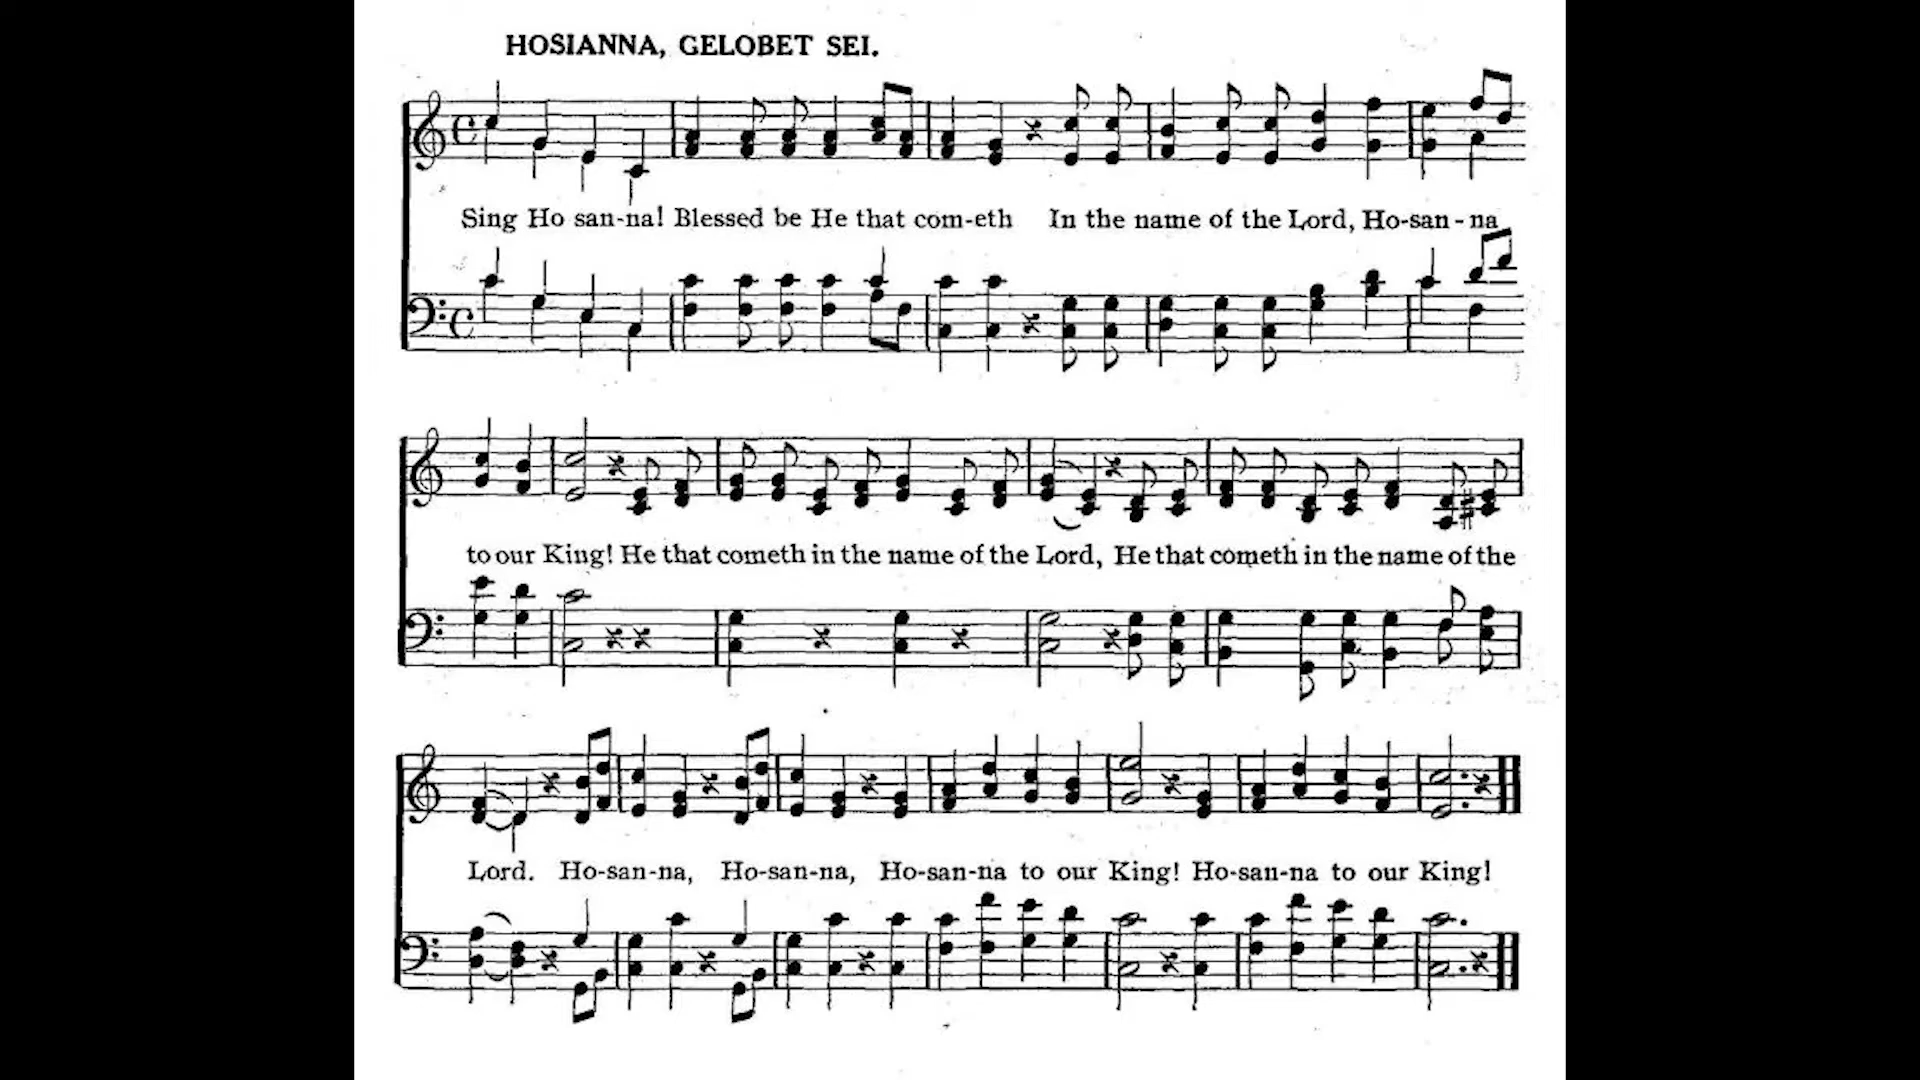 HOSIANNA, GELOBET SEI.
Sing Ho san-na! Blessed be He that com-eth In the name of the Lord, Ho-san-na
to our King! He that cometh in the name of the Lord, He that cometh in the name of the
Lord. Ho-san-na, Ho-san-na, Ho-san-na to our King! Ho-san-na to our King!